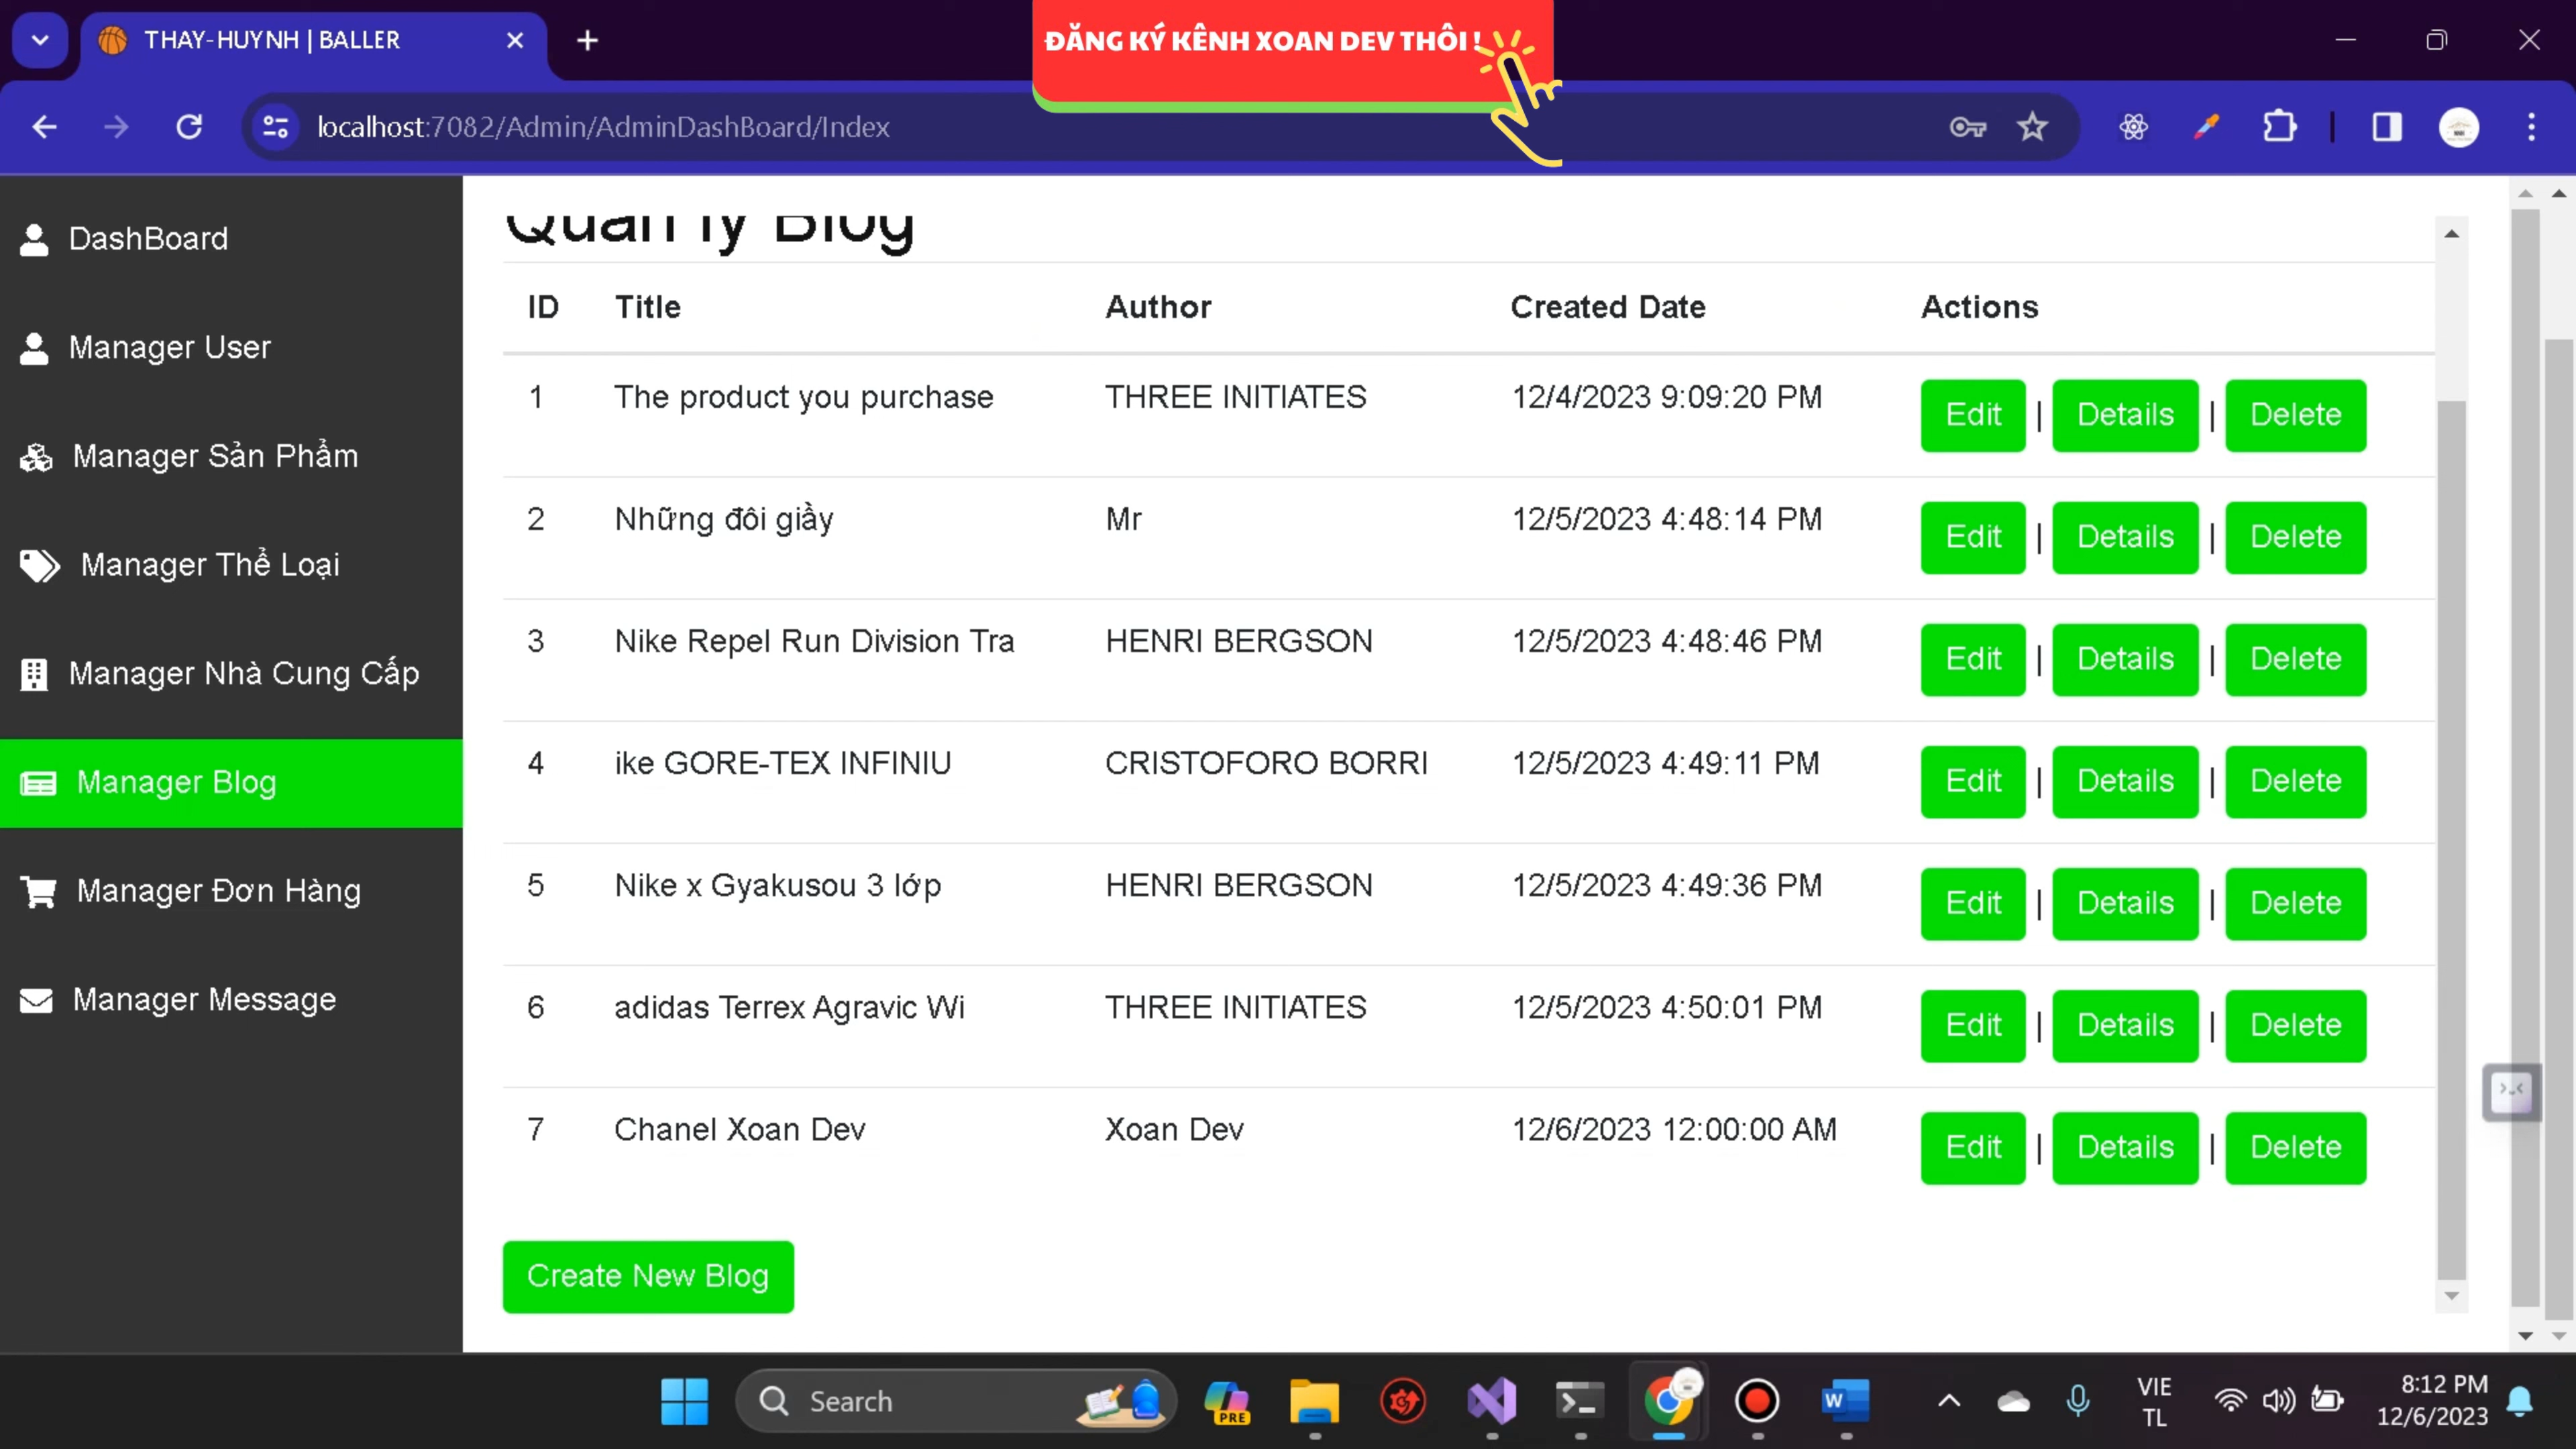 THAY-HUYNH | BALLER
ĐĂNG KÝ KÊNH XOAN DEV THÔI !
localhost:7082/Admin/AdminDashBoard/Index
DashBoard
Manager User
Manager Sản Phẩm
Manager Thể Loại
Manager Nhà Cung Cấp
Manager Blog
Manager Đơn Hàng
Manager Message
Quản lý Blog
ID Title Author Created Date Actions
1 The product you purchase THREE INITIATES 12/4/2023 9:09:20 PM Edit | Details | Delete
2 Những đôi giầy Mr 12/5/2023 4:48:14 PM Edit | Details | Delete
3 Nike Repel Run Division Tra HENRI BERGSON 12/5/2023 4:48:46 PM Edit | Details | Delete
4 ike GORE-TEX INFINIU CRISTOFORO BORRI 12/5/2023 4:49:11 PM Edit | Details | Delete
5 Nike x Gyakusou 3 lớp HENRI BERGSON 12/5/2023 4:49:36 PM Edit | Details | Delete
6 adidas Terrex Agravic Wi THREE INITIATES 12/5/2023 4:50:01 PM Edit | Details | Delete
7 Chanel Xoan Dev Xoan Dev 12/6/2023 12:00:00 AM Edit | Details | Delete
Create New Blog
Search
PRE
VIE
TL
8:12 PM
12/6/2023